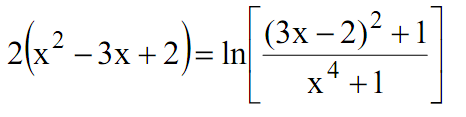 2(x² − 3x + 2) = ln[((3x − 2)² + 1)/(x⁴ + 1)]